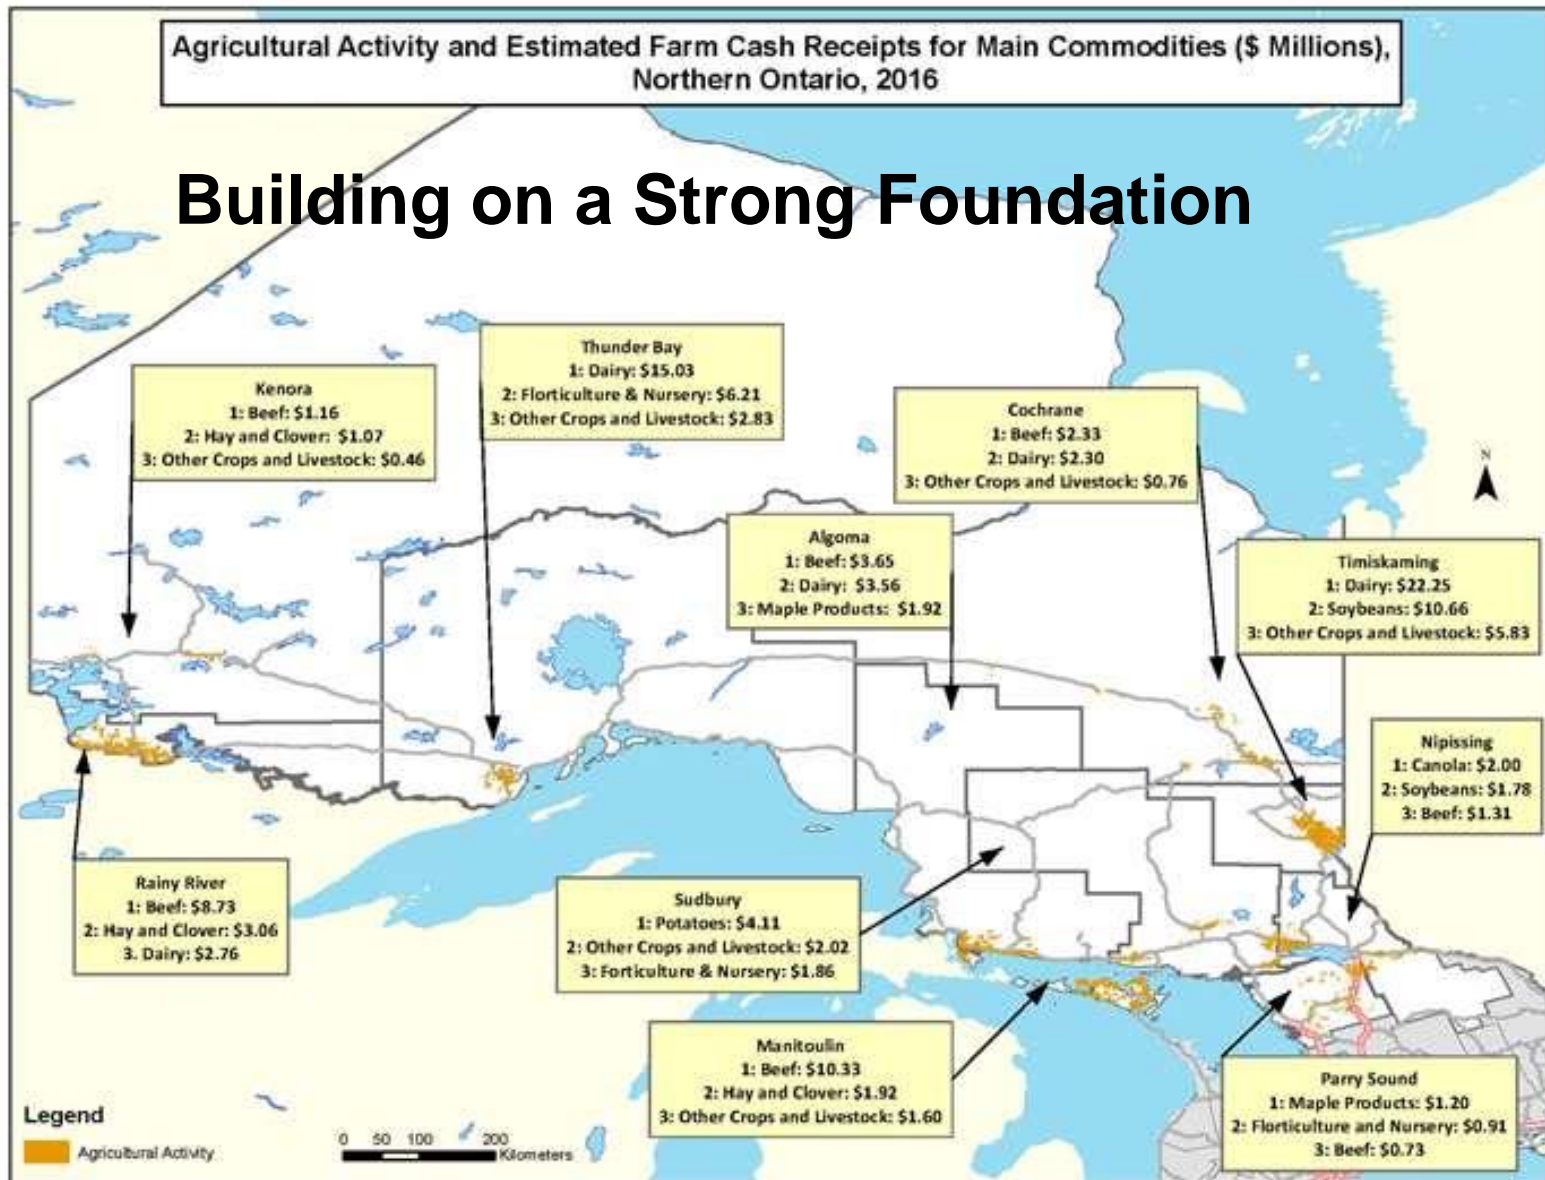 Agricultural Activity and Estimated Farm Cash Receipts for Main Commodities ($ Millions),
Northern Ontario, 2016
Building on a Strong Foundation
Thunder Bay
1: Dairy: $15.03
2: Florticulture & Nursery: $6.21
3: Other Crops and Livestock: $2.83
Kenora
1: Beef: $1.16
2: Hay and Clover: $1.07
3: Other Crops and Livestock: $0.46
Cochrane
1: Beef: $2.33
2: Dairy: $2.30
3: Other Crops and Livestock: $0.76
N
Algoma
1: Beef: $3.65
2: Dairy: $3.56
3: Maple Products: $1.92
Timiskaming
1: Dairy: $22.25
2: Soybeans: $10.66
3: Other Crops and Livestock: $5.83
Nipissing
1: Canola: $2.00
2: Soybeans: $1.78
3: Beef: $1.31
Rainy River
1: Beef: $8.73
2: Hay and Clover: $3.06
3. Dairy: $2.76
Sudbury
1: Potatoes: $4.11
2: Other Crops and Livestock: $2.02
3: Forticulture & Nursery: $1.86
Manitoulin
1: Beef: $10.33
2: Hay and Clover: $1.92
3: Other Crops and Livestock: $1.60
Parry Sound
1: Maple Products: $1.20
2: Florticulture and Nursery: $0.91
3: Beef: $0.73
Legend
Agricultural Activity
0 50 100 200
Kilometers